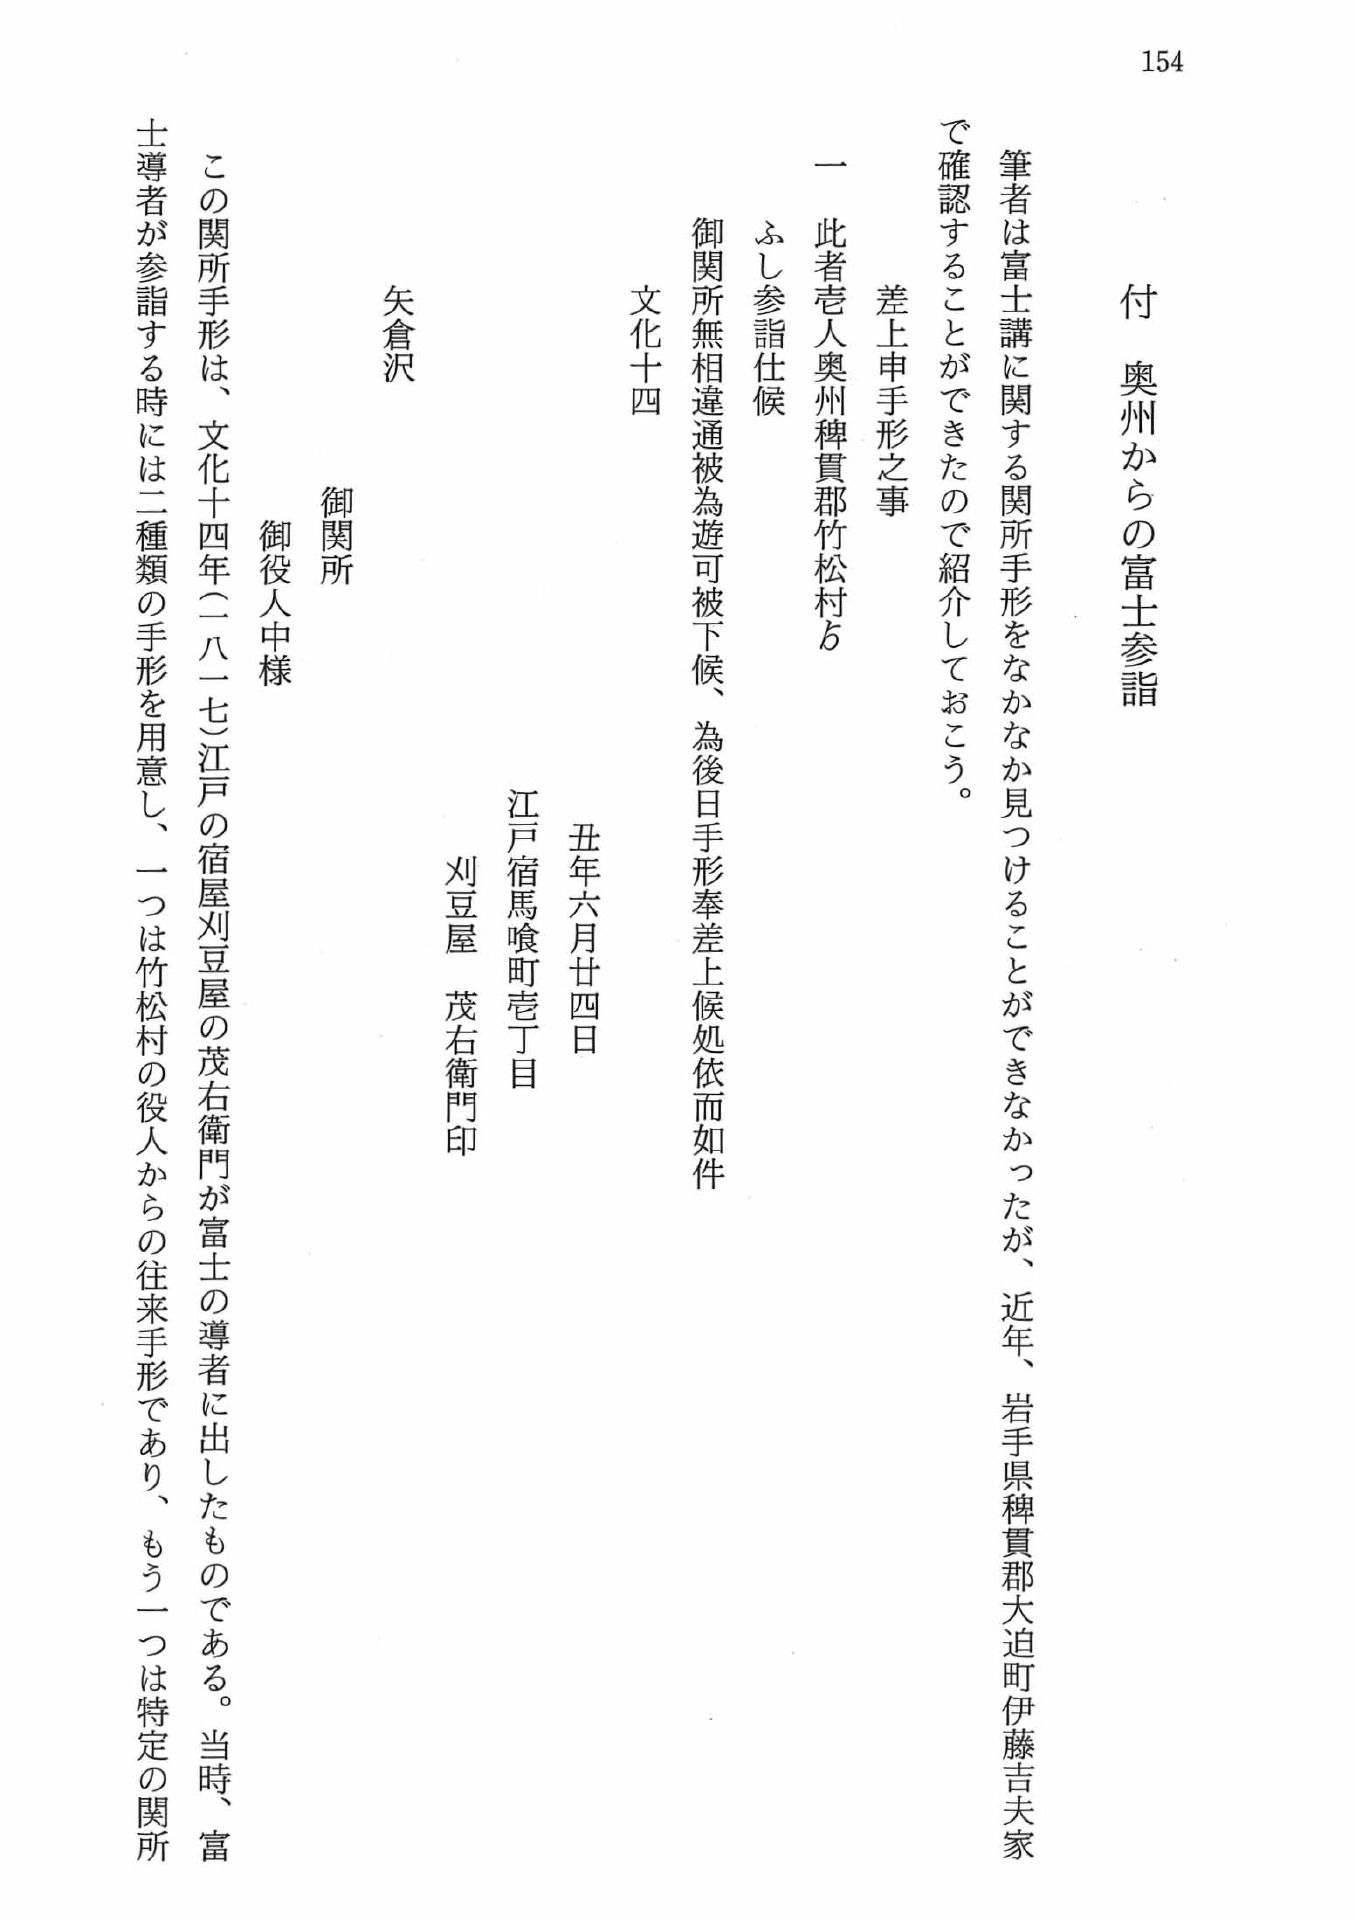 154
付　奥州からの富士参詣
筆者は富士講に関する関所手形をなかなか見つけることができなかったが、近年、岩手県稗貫郡大迫町伊藤吉夫家
で確認することができたので紹介しておこう。
差上申手形之事
一　此者壱人奥州稗貫郡竹松村ゟ
ふし参詣仕候
御関所無相違通被為遊可被下候、為後日手形奉差上候処依而如件
文化十四
丑年六月廿四日
江戸宿馬喰町壱丁目
刈豆屋　茂右衛門印
矢倉沢
御関所
御役人中様
この関所手形は、文化十四年（一八一七）江戸の宿屋刈豆屋の茂右衛門が富士の導者に出したものである。当時、富
士導者が参詣する時には二種類の手形を用意し、一つは竹松村の役人からの往来手形であり、もう一つは特定の関所